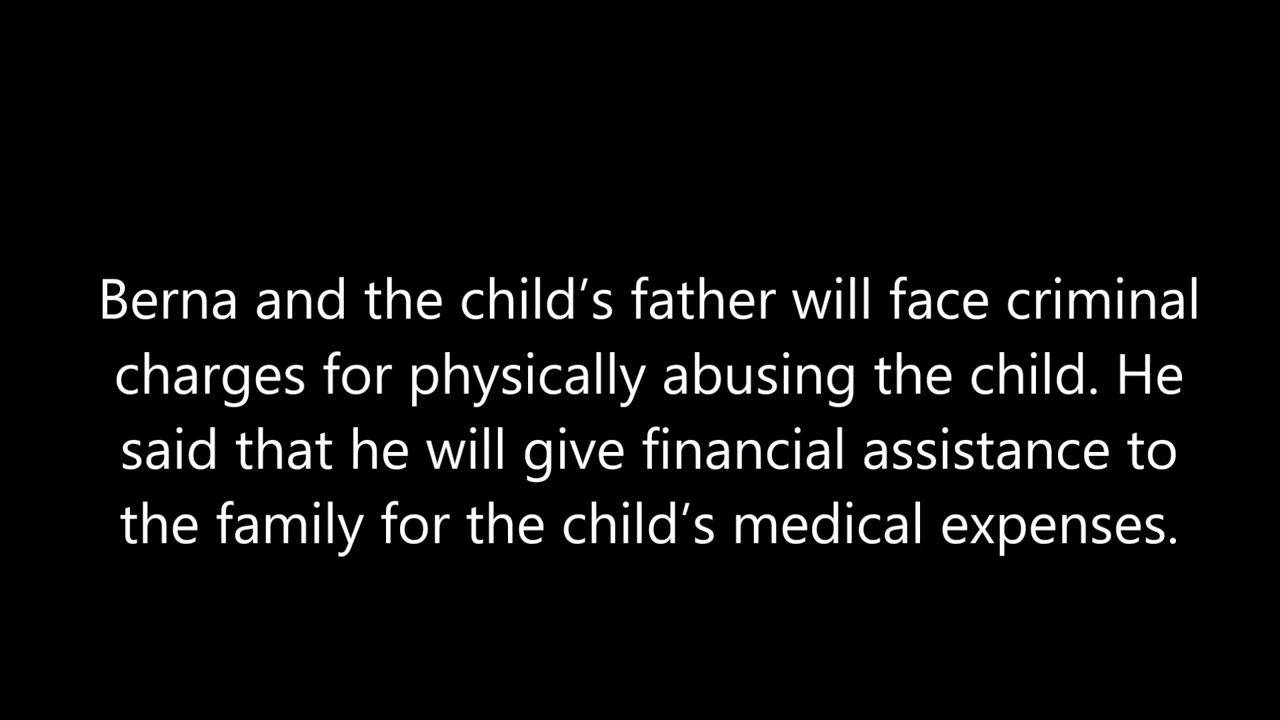 Berna and the child’s father will face criminal
charges for physically abusing the child. He
said that he will give financial assistance to
the family for the child’s medical expenses.